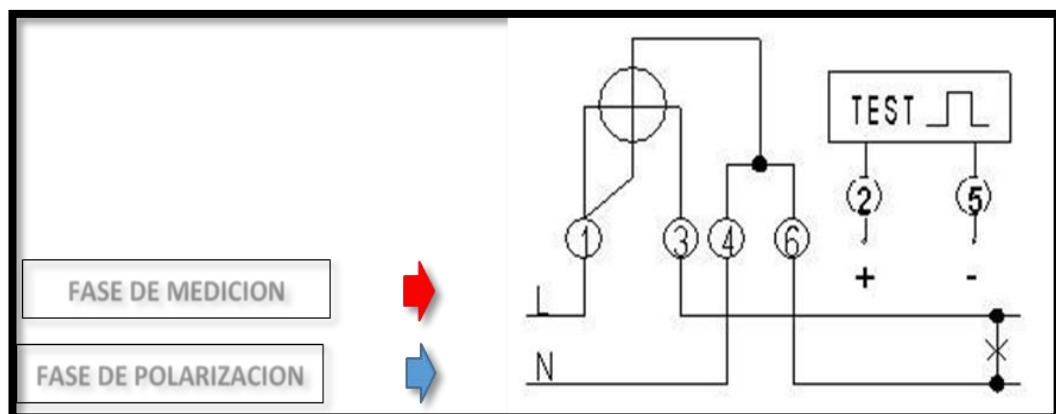 TEST
(2) (5)
1 3 4 6
+ -
FASE DE MEDICION
L
FASE DE POLARIZACION
N